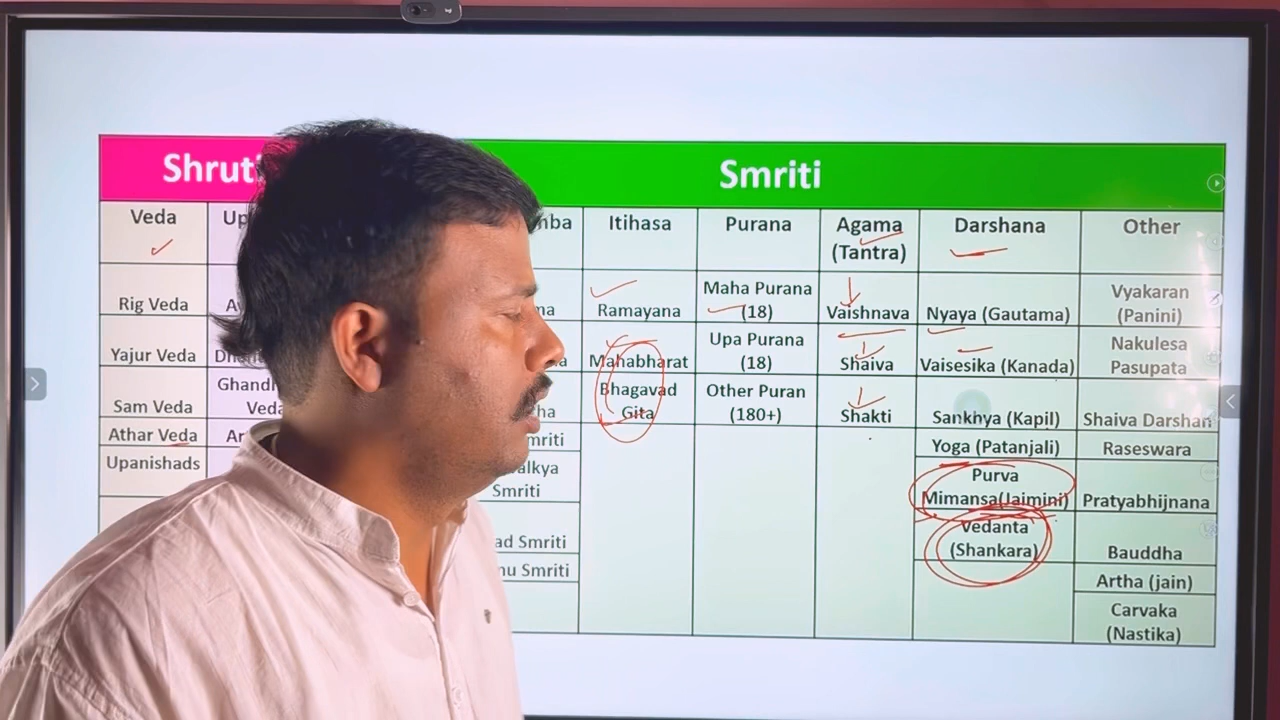 Shruti
Smriti
Veda
Itihasa
Purana
Agama
(Tantra)
Darshana
Other
Rig Veda
Ramayana
Maha Purana
(18)
Vaishnava
Nyaya (Gautama)
Vyakaran
(Panini)
Yajur Veda
Mahabharat
Upa Purana
(18)
Shaiva
Vaisesika (Kanada)
Nakulesa
Pasupata
Sam Veda
Bhagavad
Gita
Other Puran
(180+)
Shakti
Sankhya (Kapil)
Shaiva Darshan
Athar Veda
Yoga (Patanjali)
Raseswara
Upanishads
Smriti
Purva
Mimansa(Jaimini)
Pratyabhijnana
Smriti
Vedanta
(Shankara)
Bauddha
Smriti
Artha (jain)
Carvaka
(Nastika)